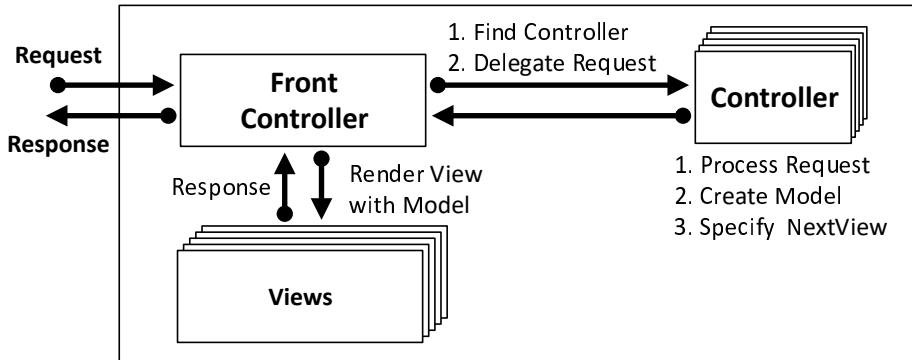 Request
Response
Front
Controller
1. Find Controller
2. Delegate Request
Controller
1. Process Request
2. Create Model
3. Specify NextView
Response
Render View
with Model
Views